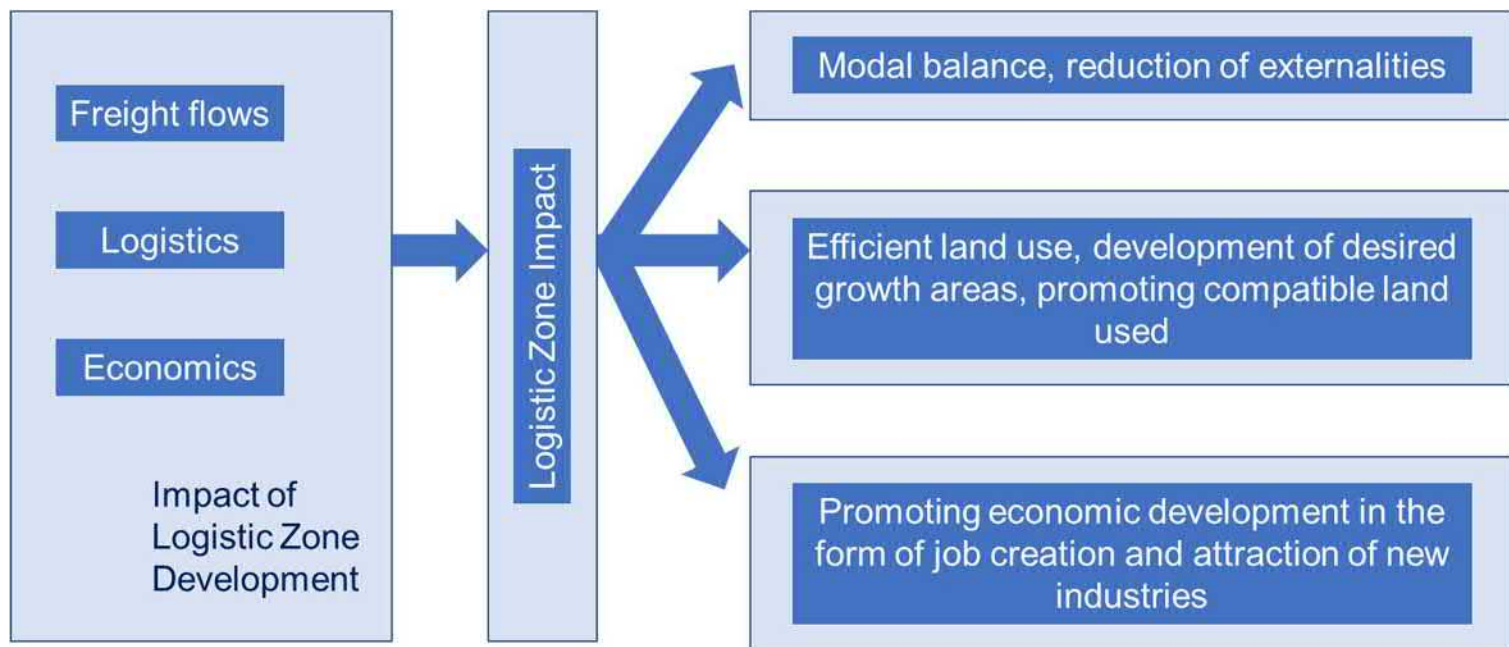 Freight flows
Logistics
Economics
Impact of
Logistic Zone
Development
Logistic Zone Impact
Modal balance, reduction of externalities
Efficient land use, development of desired
growth areas, promoting compatible land
used
Promoting economic development in the
form of job creation and attraction of new
industries